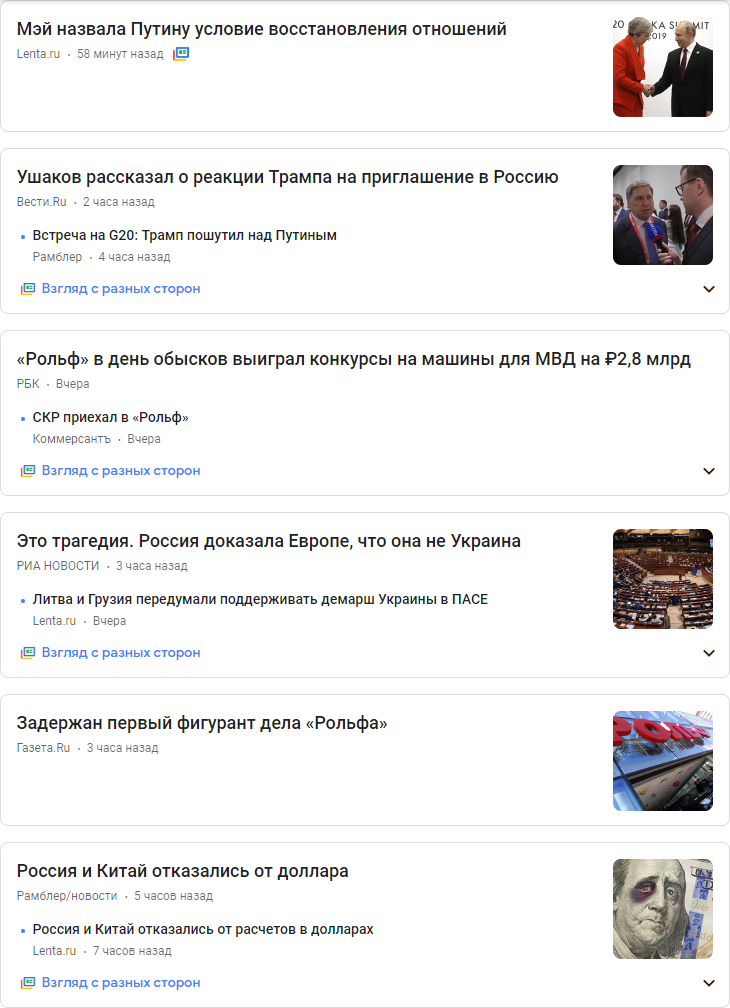 Мэй назвала Путину условие восстановления отношений
Lenta.ru · 58 минут назад
20 KA SUMMIT
2019
Ушаков рассказал о реакции Трампа на приглашение в Россию
Вести.Ru · 2 часа назад
Встреча на G20: Трамп пошутил над Путиным
Рамблер · 4 часа назад
Взгляд с разных сторон
«Рольф» в день обысков выиграл конкурсы на машины для МВД на ₽2,8 млрд
РБК · Вчера
СКР приехал в «Рольф»
Коммерсантъ · Вчера
Взгляд с разных сторон
Это трагедия. Россия доказала Европе, что она не Украина
РИА НОВОСТИ · 3 часа назад
Литва и Грузия передумали поддерживать демарш Украины в ПАСЕ
Lenta.ru · Вчера
Взгляд с разных сторон
Задержан первый фигурант дела «Рольфа»
Газета.Ru · 3 часа назад
Россия и Китай отказались от доллара
Рамблер/новости · 5 часов назад
Россия и Китай отказались от расчетов в долларах
Lenta.ru · 7 часов назад
Взгляд с разных сторон